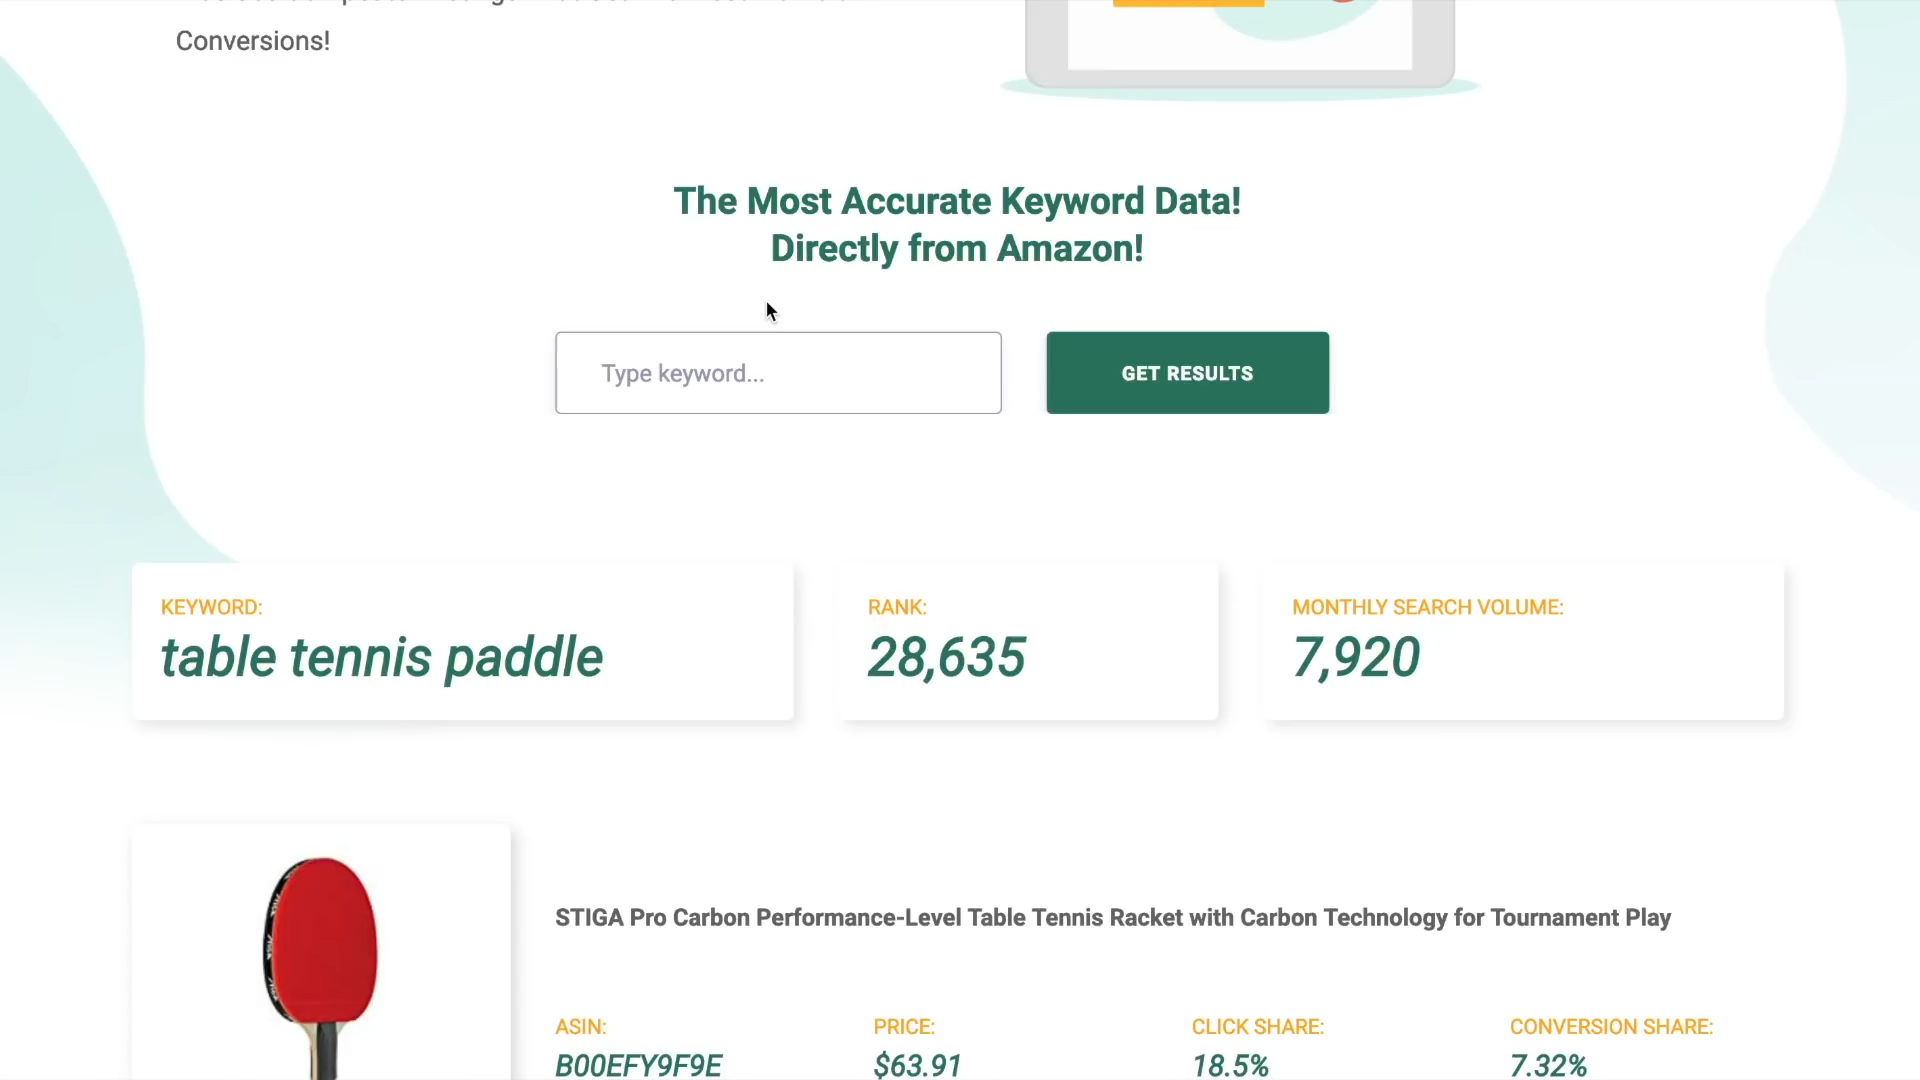 Conversions!
The Most Accurate Keyword Data!
Directly from Amazon!
Type keyword...
GET RESULTS
KEYWORD:
table tennis paddle
RANK:
28,635
MONTHLY SEARCH VOLUME:
7,920
STIGA Pro Carbon Performance-Level Table Tennis Racket with Carbon Technology for Tournament Play
ASIN:
B00EFY9F9E
PRICE:
$63.91
CLICK SHARE:
18.5%
CONVERSION SHARE:
7.32%